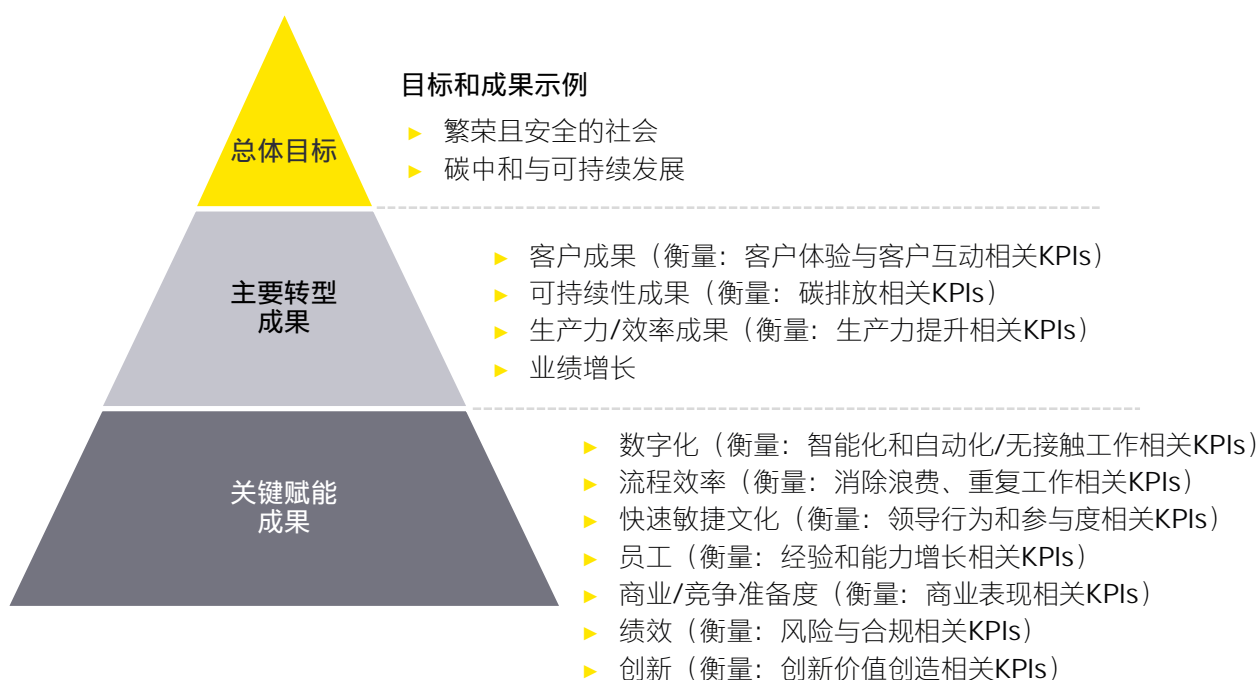 目标和成果示例
► 繁荣且安全的社会
总体目标
► 碳中和与可持续发展
► 客户成果（衡量：客户体验与客户互动相关KPIs）
主要转型
成果
► 可持续性成果（衡量：碳排放相关KPIs）
► 生产力/效率成果（衡量：生产力提升相关KPIs）
► 业绩增长
► 数字化（衡量：智能化和自动化/无接触工作相关KPIs）
关键赋能
成果
► 流程效率（衡量：消除浪费、重复工作相关KPIs）
► 快速敏捷文化（衡量：领导行为和参与度相关KPIs）
► 员工（衡量：经验和能力增长相关KPIs）
► 商业/竞争准备度（衡量：商业表现相关KPIs）
► 绩效（衡量：风险与合规相关KPIs）
► 创新（衡量：创新价值创造相关KPIs）